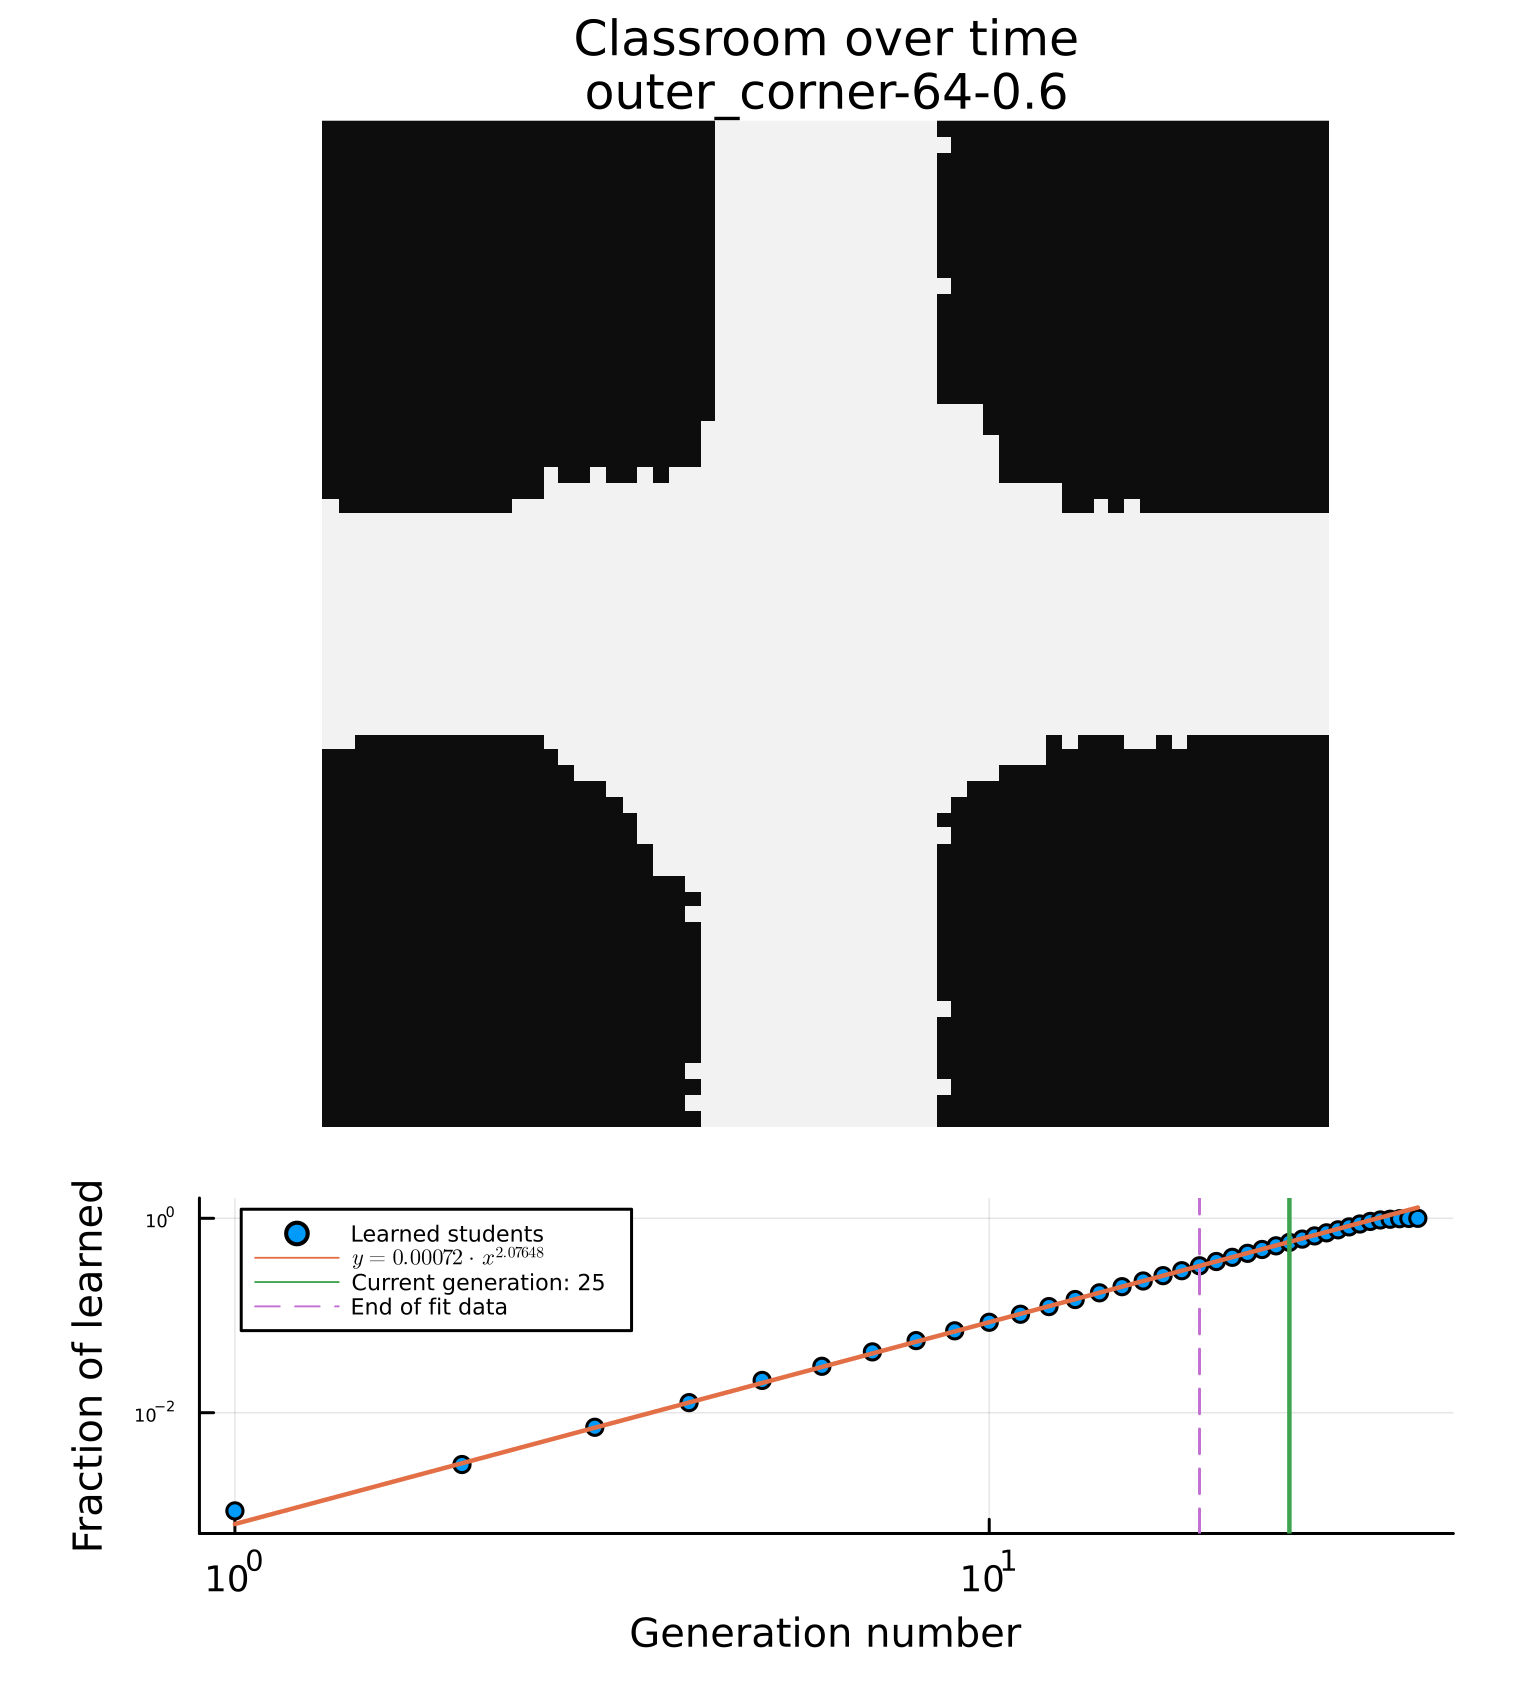 Classroom over time
outer_corner-64-0.6
Fraction of learned
10^0
10^-2
Learned students
y = 0.00072 · x^2.07648
Current generation: 25
End of fit data
10^0
10^1
Generation number